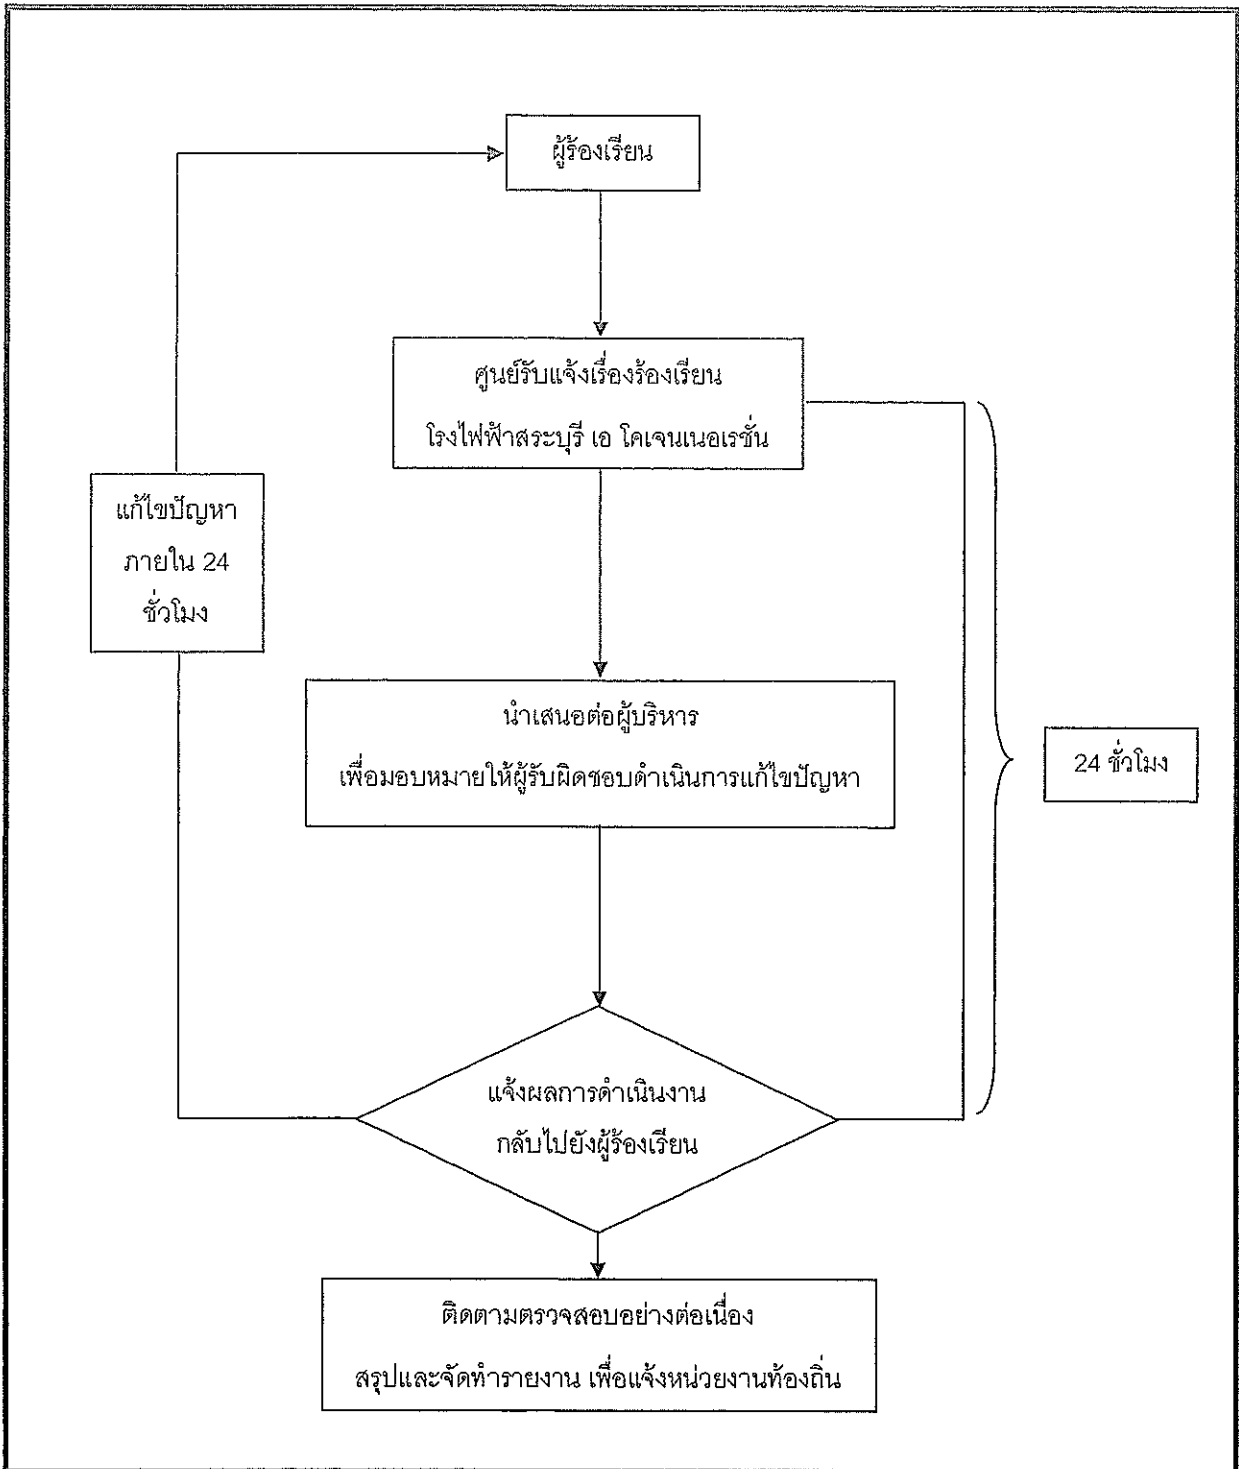 ผู้ร้องเรียน
ศูนย์รับแจ้งเรื่องร้องเรียน
โรงไฟฟ้าสระบุรี เอ โคเจนเนอเรชั่น
แก้ไขปัญหา
ภายใน 24
ชั่วโมง
นำเสนอต่อผู้บริหาร
เพื่อมอบหมายให้ผู้รับผิดชอบดำเนินการแก้ไขปัญหา
24 ชั่วโมง
แจ้งผลการดำเนินงาน
กลับไปยังผู้ร้องเรียน
ติดตามตรวจสอบอย่างต่อเนื่อง
สรุปและจัดทำรายงาน เพื่อแจ้งหน่วยงานท้องถิ่น